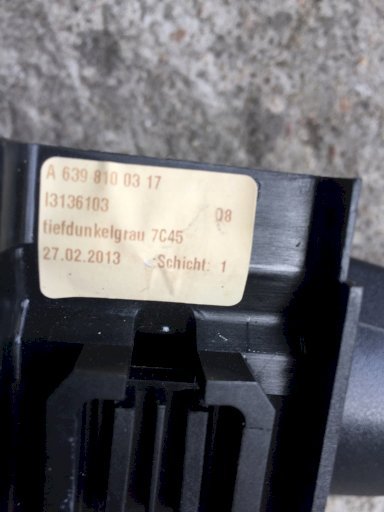 A 639 810 03 17
I3136103 08
tiefdunkelgrau 7C45
27.02.2013 Schicht: 1